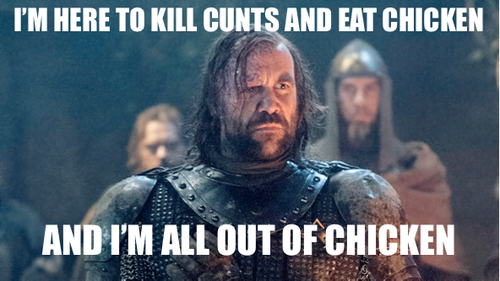 I'M HERE TO KILL CUNTS AND EAT CHICKEN
AND I'M ALL OUT OF CHICKEN